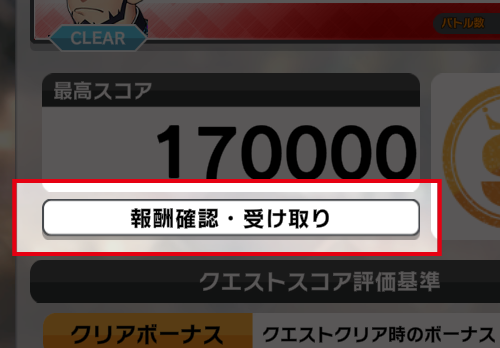 バトル数
CLEAR
最高スコア
170000
報酬確認・受け取り
クエストスコア評価基準
クリアボーナス
クエストクリア時のボーナス